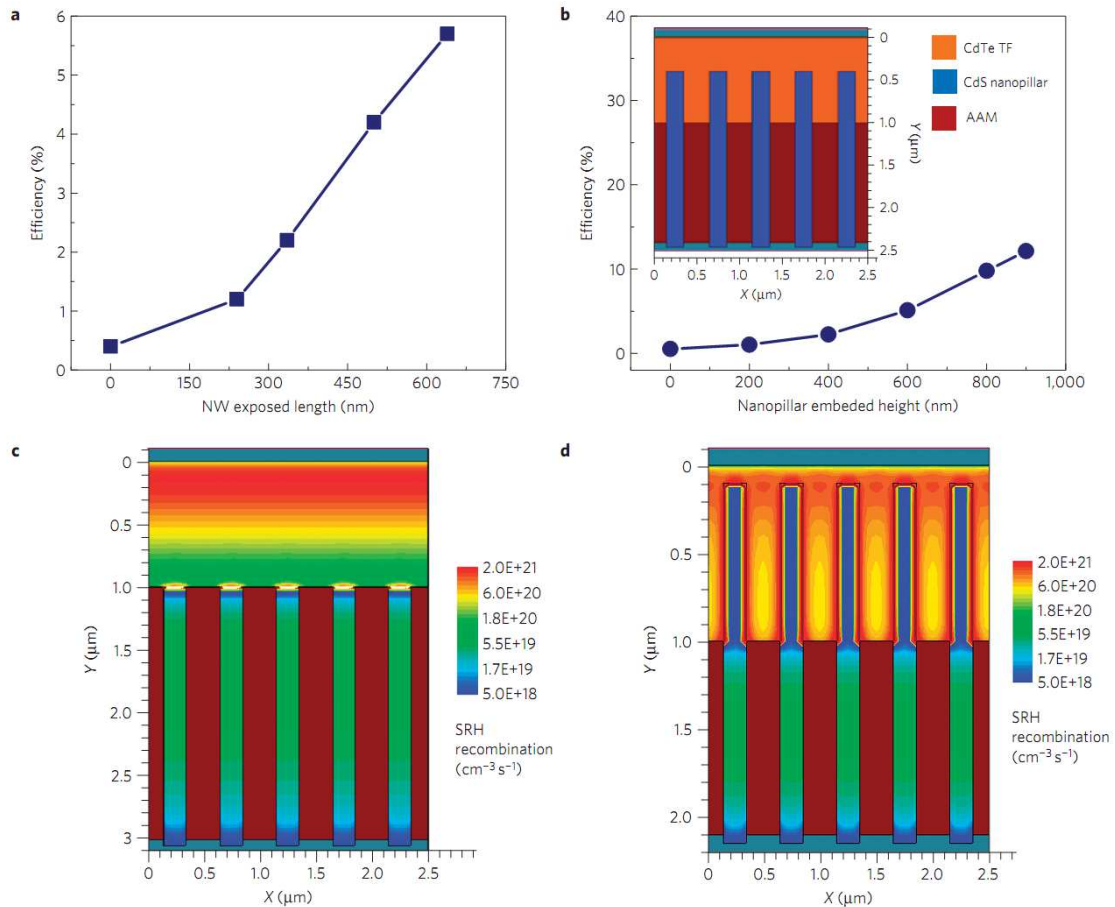 a
6
5
4
3
2
1
0
Efficiency (%)
0 150 300 450 600 750
NW exposed length (nm)
b
40
30
20
10
0
Efficiency (%)
0
0.5
1.0
1.5
2.0
2.5
Y (μm)
0 0.5 1.0 1.5 2.0 2.5
X (μm)
CdTe TF
CdS nanopillar
AAM
0 200 400 600 800 1,000
Nanopillar embeded height (nm)
c
0
0.5
1.0
1.5
2.0
2.5
3
Y (μm)
0 0.5 1.0 1.5 2.0 2.5
X (μm)
2.0E+21
6.0E+20
1.8E+20
5.5E+19
1.7E+19
5.0E+18
SRH
recombination
(cm⁻³ s⁻¹)
d
0
0.5
1.0
1.5
2.0
Y (μm)
0 0.5 1.0 1.5 2.0 2.5
X (μm)
2.0E+21
6.0E+20
1.8E+20
5.5E+19
1.7E+19
5.0E+18
SRH
recombination
(cm⁻³ s⁻¹)